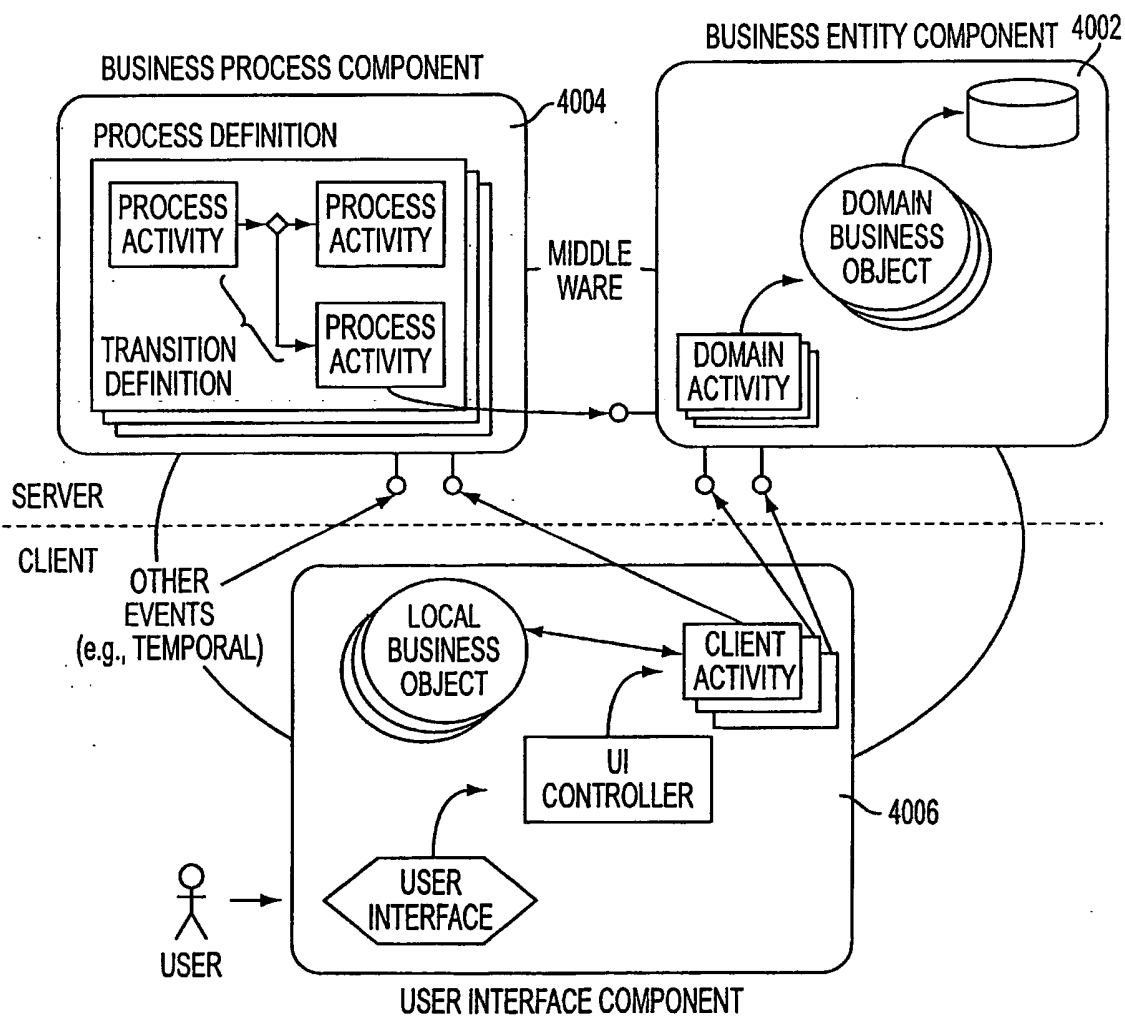 BUSINESS ENTITY COMPONENT
4002
BUSINESS PROCESS COMPONENT
4004
PROCESS DEFINITION
PROCESS
ACTIVITY
PROCESS
ACTIVITY
PROCESS
ACTIVITY
TRANSITION
DEFINITION
MIDDLE
WARE
DOMAIN
BUSINESS
OBJECT
DOMAIN
ACTIVITY
SERVER
CLIENT
OTHER
EVENTS
(e.g., TEMPORAL)
LOCAL
BUSINESS
OBJECT
CLIENT
ACTIVITY
UI
CONTROLLER
4006
USER
INTERFACE
USER
USER INTERFACE COMPONENT